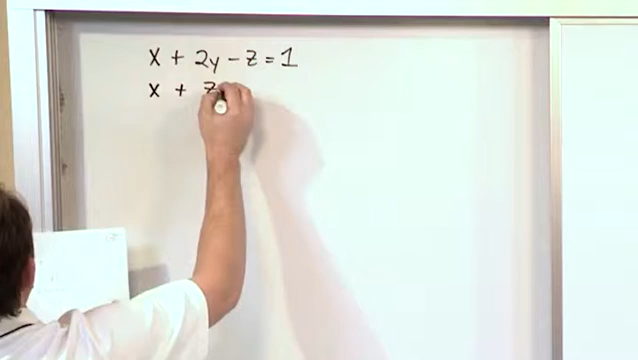 x + 2y - z = 1
x + z